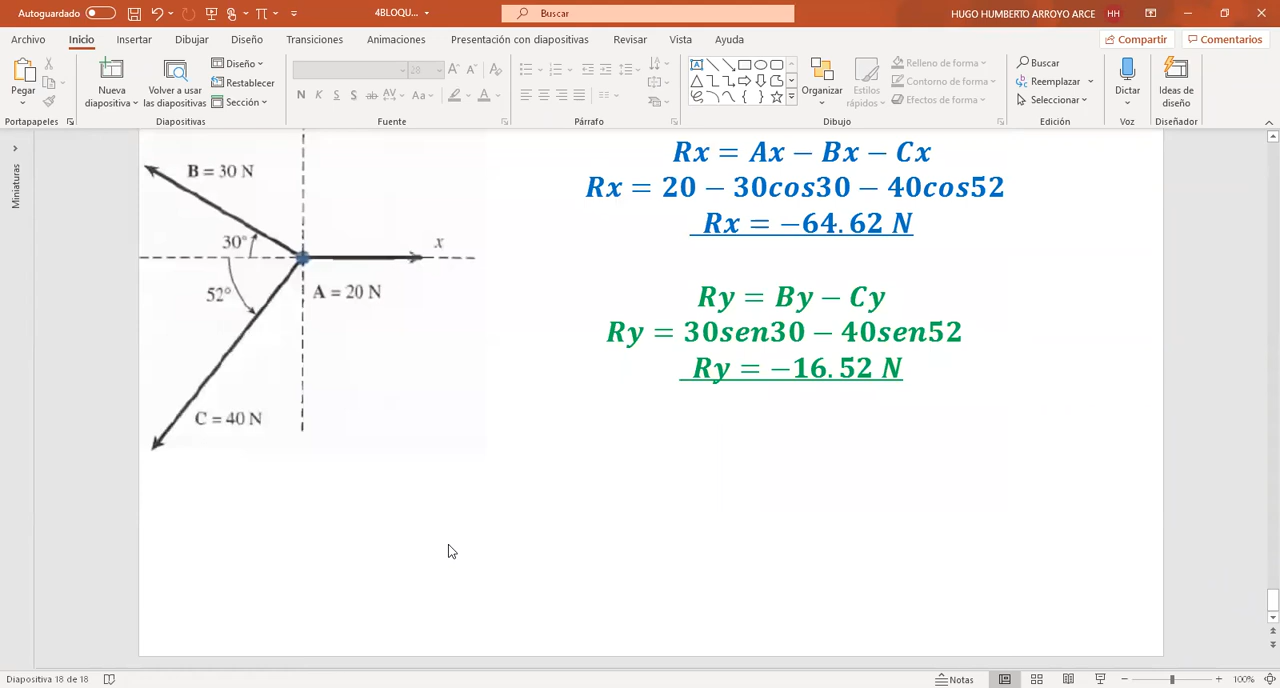 Autoguardado
4BLOQU...
Buscar
HUGO HUMBERTO ARROYO ARCE
HH
Archivo
Inicio
Insertar
Dibujar
Diseño
Transiciones
Animaciones
Presentación con diapositivas
Revisar
Vista
Ayuda
Compartir
Comentarios
Pegar
Nueva diapositiva
Volver a usar las diapositivas
Diseño
Restablecer
Sección
28
N K S S ab AV Aa A
Organizar
Estilos rápidos
Relleno de forma
Contorno de forma
Efectos de forma
Buscar
Reemplazar
Seleccionar
Dictar
Ideas de diseño
Portapapeles
Diapositivas
Fuente
Párrafo
Dibujo
Edición
Voz
Diseñador
Miniaturas
B = 30 N
30°
x
52°
A = 20 N
C = 40 N
Rx = Ax − Bx − Cx
Rx = 20 − 30cos30 − 40cos52
Rx = −64.62 N
Ry = By − Cy
Ry = 30sen30 − 40sen52
Ry = −16.52 N
Diapositiva 18 de 18
Notas
100%